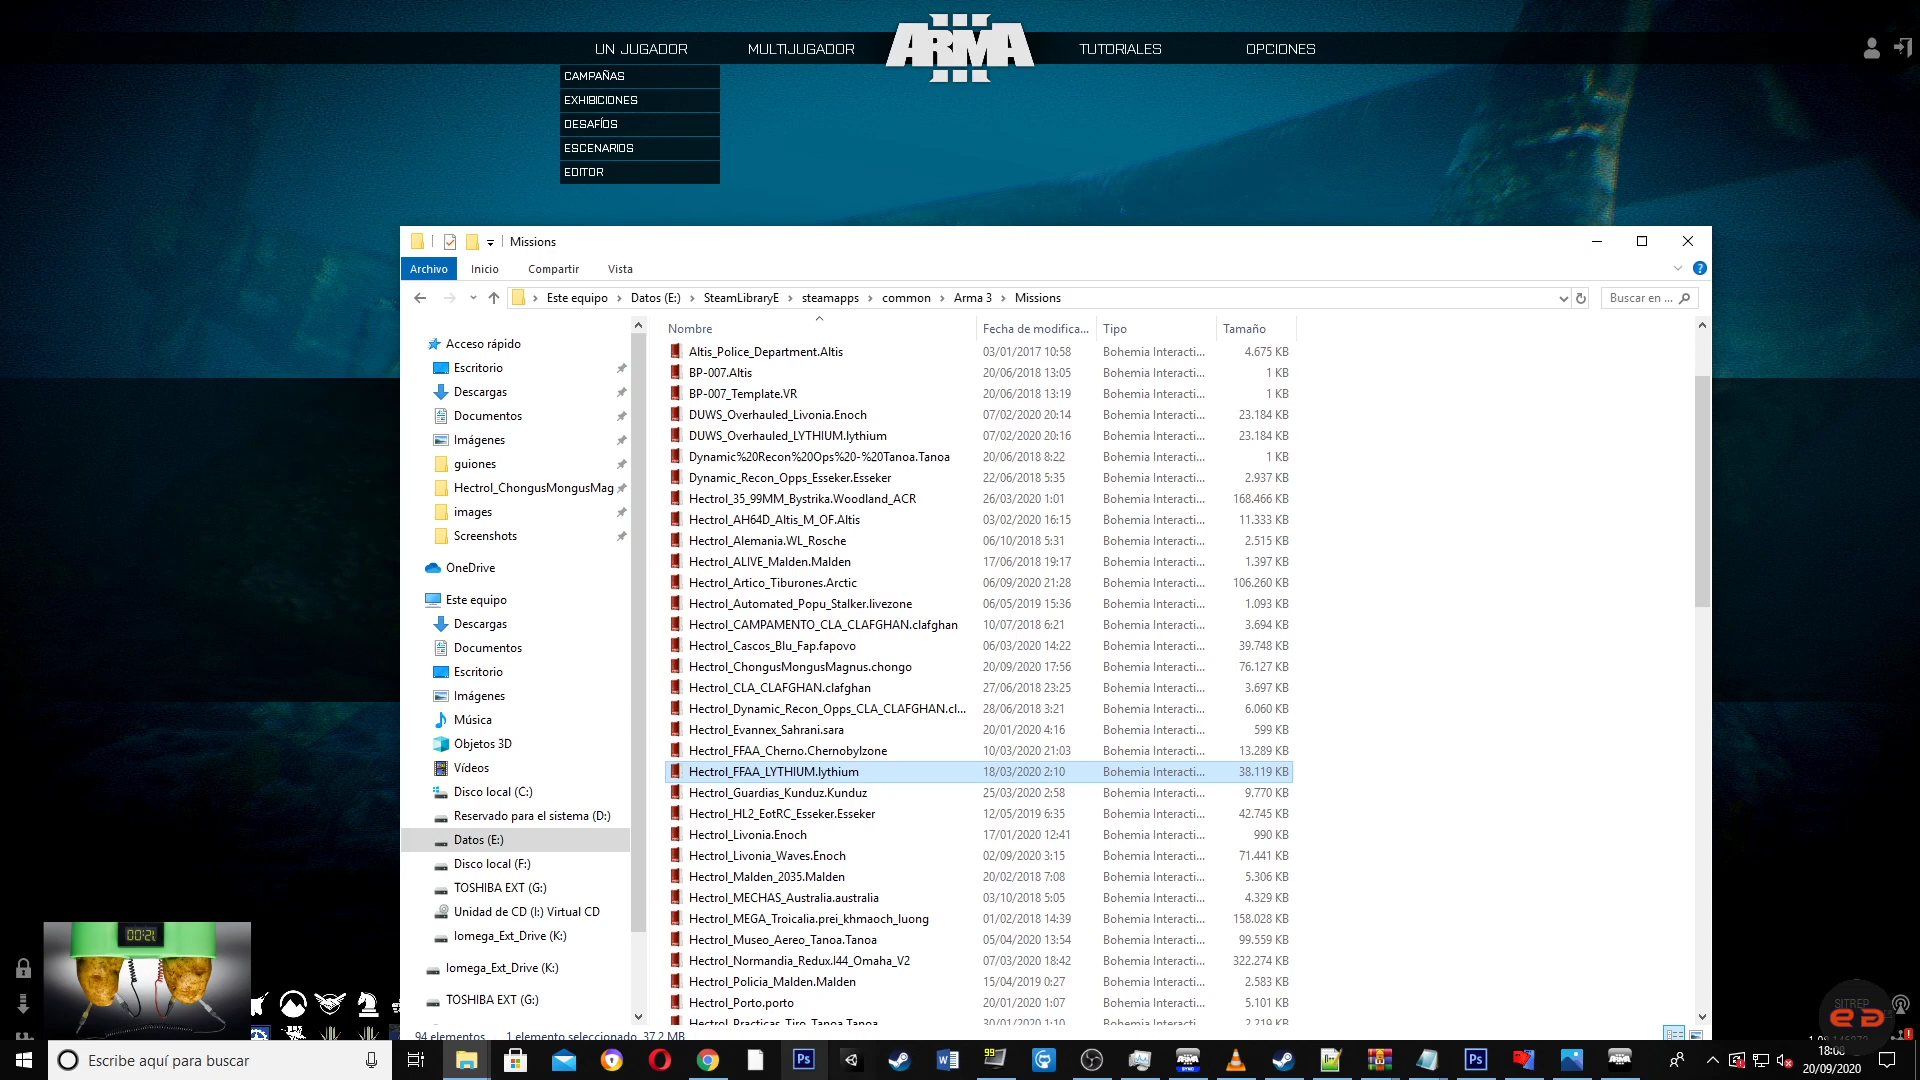 UN JUGADOR
MULTIJUGADOR
ARMA III
TUTORIALES
OPCIONES
CAMPAÑAS
EXHIBICIONES
DESAFÍOS
ESCENARIOS
EDITOR
Missions
Archivo Inicio Compartir Vista
Este equipo Datos (E:) SteamLibraryE steamapps common Arma 3 Missions
Buscar en ...
Acceso rápido
Escritorio
Descargas
Documentos
Imágenes
guiones
Hectrol_ChongusMongusMag
images
Screenshots
OneDrive
Este equipo
Descargas
Documentos
Escritorio
Imágenes
Música
Objetos 3D
Vídeos
Disco local (C:)
Reservado para el sistema (D:)
Datos (E:)
Disco local (F:)
TOSHIBA EXT (G:)
Unidad de CD (I:) Virtual CD
Iomega_Ext_Drive (K:)
Iomega_Ext_Drive (K:)
TOSHIBA EXT (G:)
Nombre Fecha de modifica... Tipo Tamaño
Altis_Police_Department.Altis 03/01/2017 10:58 Bohemia Interacti... 4.675 KB
BP-007.Altis 20/06/2018 13:05 Bohemia Interacti... 1 KB
BP-007_Template.VR 20/06/2018 13:19 Bohemia Interacti... 1 KB
DUWS_Overhauled_Livonia.Enoch 07/02/2020 20:14 Bohemia Interacti... 23.184 KB
DUWS_Overhauled_LYTHIUM.lythium 07/02/2020 20:16 Bohemia Interacti... 23.184 KB
Dynamic%20Recon%20Ops%20-%20Tanoa.Tanoa 20/06/2018 8:22 Bohemia Interacti... 1 KB
Dynamic_Recon_Opps_Esseker.Esseker 22/06/2018 5:35 Bohemia Interacti... 2.937 KB
Hectrol_35_99MM_Bystrika.Woodland_ACR 26/03/2020 1:01 Bohemia Interacti... 168.466 KB
Hectrol_AH64D_Altis_M_OF.Altis 03/02/2020 16:15 Bohemia Interacti... 11.333 KB
Hectrol_Alemania.WL_Rosche 06/10/2018 5:31 Bohemia Interacti... 2.515 KB
Hectrol_ALIVE_Malden.Malden 17/06/2018 19:17 Bohemia Interacti... 1.397 KB
Hectrol_Artico_Tiburones.Arctic 06/09/2020 21:28 Bohemia Interacti... 106.260 KB
Hectrol_Automated_Popu_Stalker.livezone 06/05/2019 15:36 Bohemia Interacti... 1.093 KB
Hectrol_CAMPAMENTO_CLA_CLAFGHAN.clafghan 10/07/2018 6:21 Bohemia Interacti... 3.694 KB
Hectrol_Cascos_Blu_Fap.fapovo 06/03/2020 14:22 Bohemia Interacti... 39.748 KB
Hectrol_ChongusMongusMagnus.chongo 20/09/2020 17:56 Bohemia Interacti... 76.127 KB
Hectrol_CLA_CLAFGHAN.clafghan 27/06/2018 23:25 Bohemia Interacti... 3.697 KB
Hectrol_Dynamic_Recon_Opps_CLA_CLAFGHAN.cl... 28/06/2018 3:21 Bohemia Interacti... 6.060 KB
Hectrol_Evannex_Sahrani.sara 20/01/2020 4:16 Bohemia Interacti... 599 KB
Hectrol_FFAA_Cherno.Chernobylzone 10/03/2020 21:03 Bohemia Interacti... 13.289 KB
Hectrol_FFAA_LYTHIUM.lythium 18/03/2020 2:10 Bohemia Interacti... 38.119 KB
Hectrol_Guardias_Kunduz.Kunduz 25/03/2020 2:58 Bohemia Interacti... 9.770 KB
Hectrol_HL2_EotRC_Esseker.Esseker 12/05/2019 6:35 Bohemia Interacti... 42.745 KB
Hectrol_Livonia.Enoch 17/01/2020 12:41 Bohemia Interacti... 990 KB
Hectrol_Livonia_Waves.Enoch 02/09/2020 3:15 Bohemia Interacti... 71.441 KB
Hectrol_Malden_2035.Malden 20/02/2018 7:08 Bohemia Interacti... 5.306 KB
Hectrol_MECHAS_Australia.australia 03/10/2018 5:05 Bohemia Interacti... 4.329 KB
Hectrol_MEGA_Troicalia.prei_khmaoch_luong 01/02/2018 14:39 Bohemia Interacti... 158.028 KB
Hectrol_Museo_Aereo_Tanoa.Tanoa 05/04/2020 13:54 Bohemia Interacti... 99.559 KB
Hectrol_Normandia_Redux.I44_Omaha_V2 07/03/2020 18:42 Bohemia Interacti... 322.274 KB
Hectrol_Policia_Malden.Malden 15/04/2019 0:27 Bohemia Interacti... 2.583 KB
Hectrol_Porto.porto 20/01/2020 1:07 Bohemia Interacti... 5.101 KB
Hectrol_Practicas_Tiro_Tanoa.Tanoa 30/01/2020 1:10 Bohemia Interacti... 2.219 KB
94 elementos 1 elemento seleccionado 37,2 MB
00:21
SITREP
Escribe aquí para buscar
99
18:08
20/09/2020